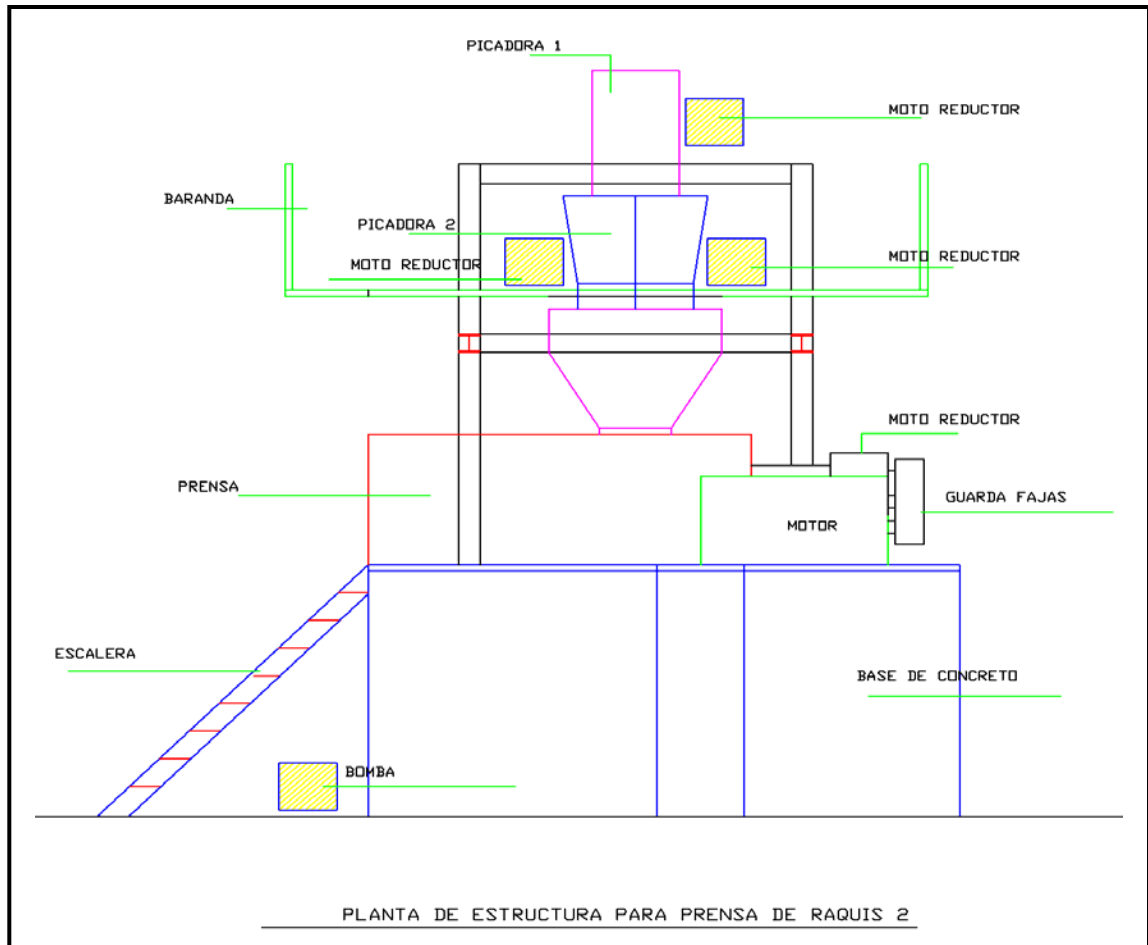 PICADORA 1
MOTO REDUCTOR
BARANDA
PICADORA 2
MOTO REDUCTOR
MOTO REDUCTOR
MOTO REDUCTOR
PRENSA
GUARDA FAJAS
MOTOR
ESCALERA
BASE DE CONCRETO
BOMBA
PLANTA DE ESTRUCTURA PARA PRENSA DE RAQUIS 2